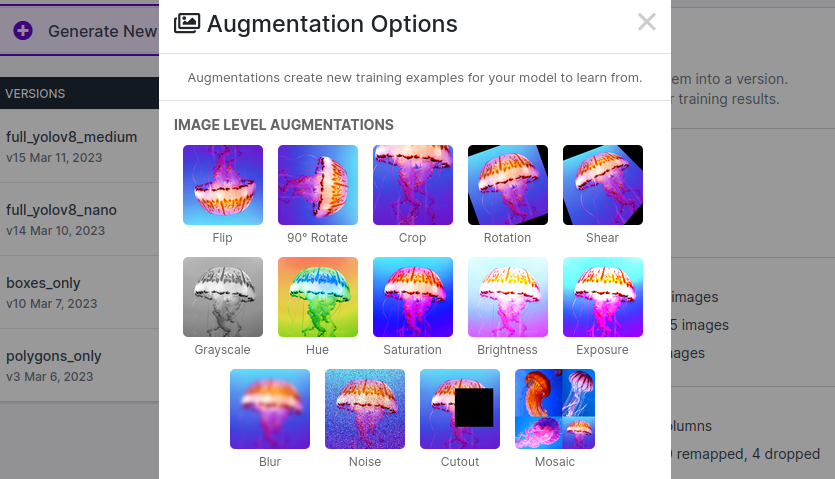 Augmentation Options
Generate New
Augmentations create new training examples for your model to learn from.
em into a version.
training results.
VERSIONS
IMAGE LEVEL AUGMENTATIONS
full_yolov8_medium
v15 Mar 11, 2023
full_yolov8_nano
v14 Mar 10, 2023
boxes_only
v10 Mar 7, 2023
polygons_only
v3 Mar 6, 2023
Flip
90° Rotate
Crop
Rotation
Shear
Grayscale
Hue
Saturation
Brightness
Exposure
Blur
Noise
Cutout
Mosaic
images
5 images
ages
lumns
remapped, 4 dropped